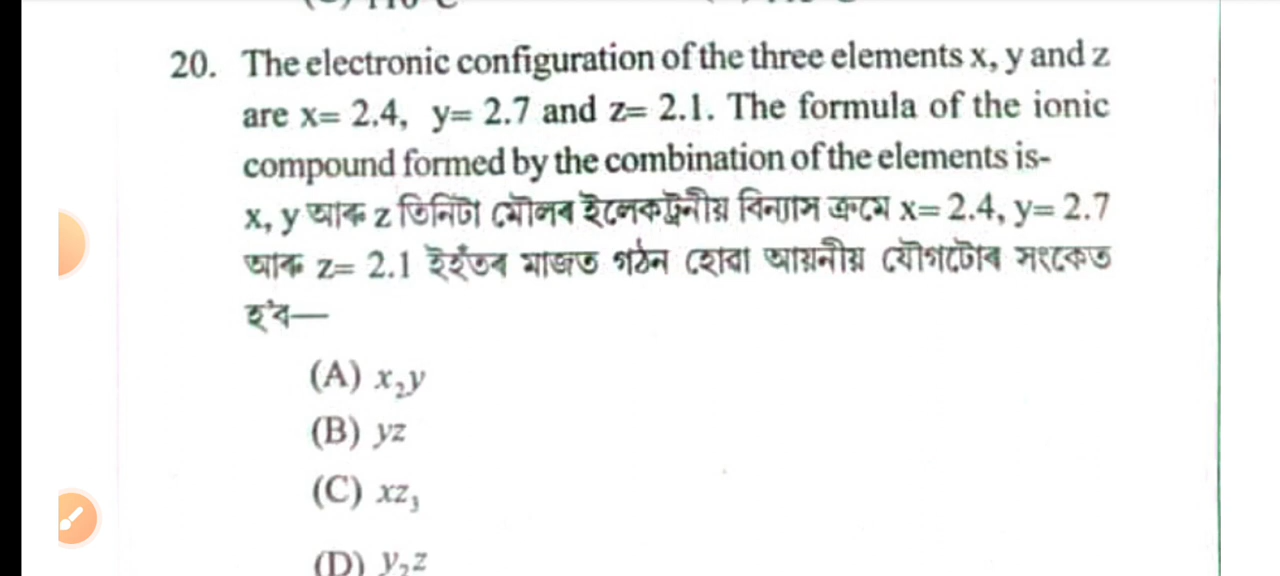 20. The electronic configuration of the three elements x, y and z
are x= 2.4, y= 2.7 and z= 2.1. The formula of the ionic
compound formed by the combination of the elements is-
x, y আৰু z তিনিটা মৌলৰ ইলেকট্ৰনীয় বিন্যাস ক্ৰমে x= 2.4, y= 2.7
আৰু z= 2.1 ইহঁতৰ মাজত গঠন হোৱা আয়নীয় যৌগটোৰ সংকেত
হ'ব—
(A) x₂y
(B) yz
(C) xz₃
(D) y₂z